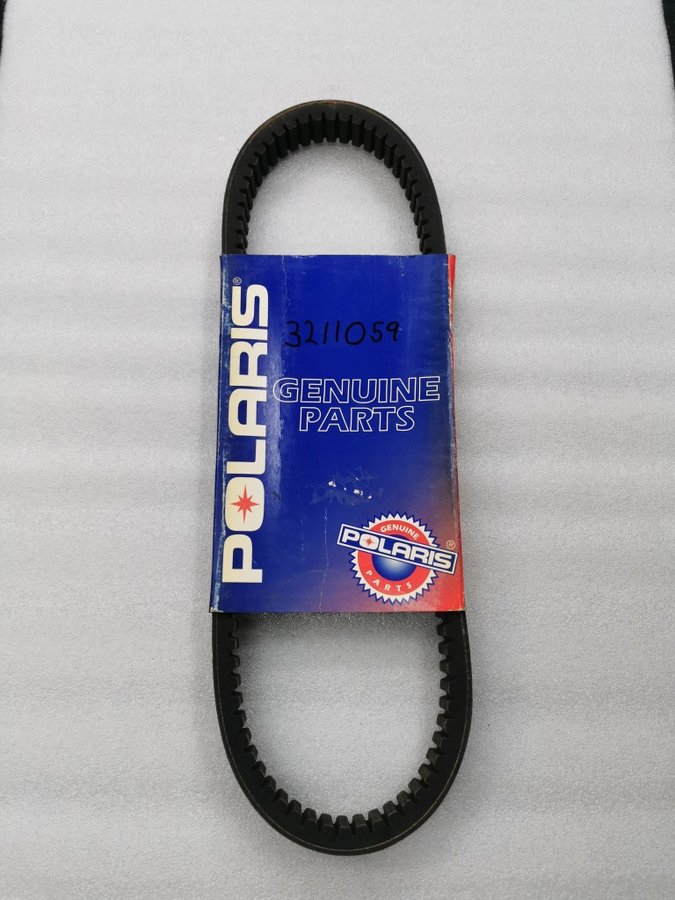 POLARIS®
3211059
GENUINE
PARTS
GENUINE
POLARIS®
PARTS